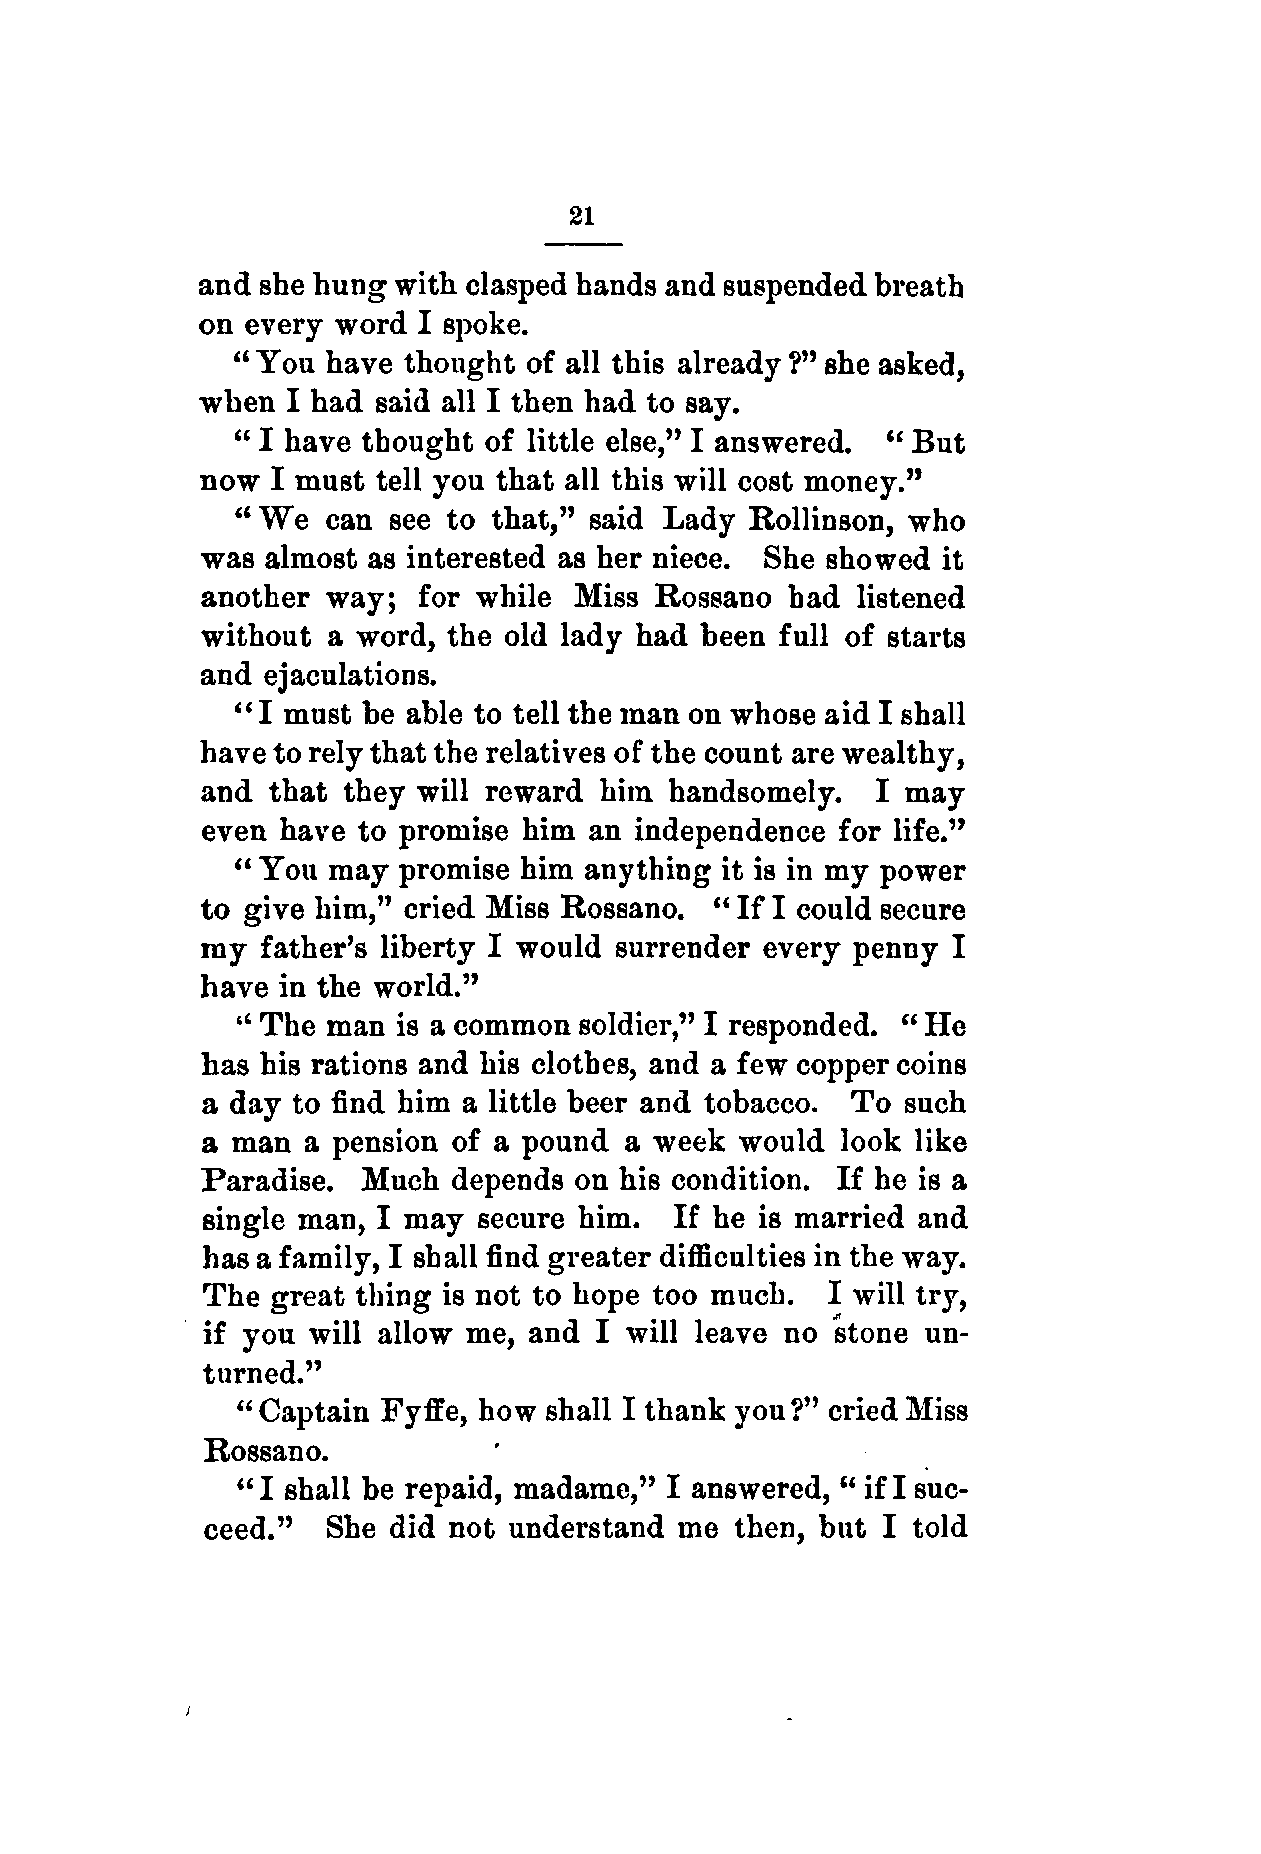 21
and she hung with clasped hands and suspended breath
on every word I spoke.
"You have thought of all this already?" she asked,
when I had said all I then had to say.
"I have thought of little else," I answered. "But
now I must tell you that all this will cost money."
"We can see to that," said Lady Rollinson, who
was almost as interested as her niece. She showed it
another way; for while Miss Rossano had listened
without a word, the old lady had been full of starts
and ejaculations.
"I must be able to tell the man on whose aid I shall
have to rely that the relatives of the count are wealthy,
and that they will reward him handsomely. I may
even have to promise him an independence for life."
"You may promise him anything it is in my power
to give him," cried Miss Rossano. "If I could secure
my father's liberty I would surrender every penny I
have in the world."
"The man is a common soldier," I responded. "He
has his rations and his clothes, and a few copper coins
a day to find him a little beer and tobacco. To such
a man a pension of a pound a week would look like
Paradise. Much depends on his condition. If he is a
single man, I may secure him. If he is married and
has a family, I shall find greater difficulties in the way.
The great thing is not to hope too much. I will try,
if you will allow me, and I will leave no stone un-
turned."
"Captain Fyffe, how shall I thank you?" cried Miss
Rossano.
"I shall be repaid, madame," I answered, "if I suc-
ceed." She did not understand me then, but I told